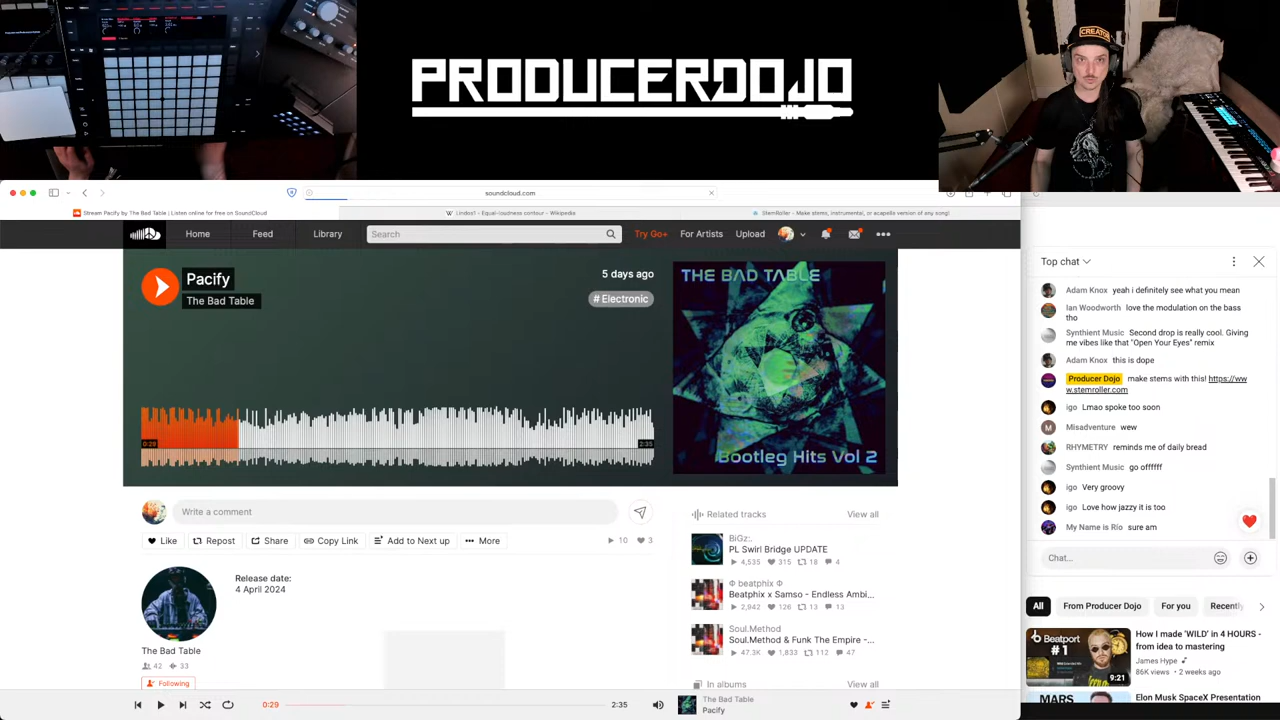 PRODUCERDOJO
CREATE
soundcloud.com
Stream Pacify by The Bad Table | Listen online for free on SoundCloud
Lindos1 - Equal-loudness contour - Wikipedia
StemRoller - Make stems, instrumental, or acapella version of any song!
Home
Feed
Library
Search
Try Go+
For Artists
Upload
Pacify
The Bad Table
5 days ago
# Electronic
THE BAD TABLE
Bootleg Hits Vol 2
0:29
2:35
Write a comment
Like
Repost
Share
Copy Link
Add to Next up
More
10
3
Release date:
4 April 2024
The Bad Table
42
33
Following
Related tracks
View all
BiGz:.
PL Swirl Bridge UPDATE
4,535
315
18
4
Φ beatphix Φ
Beatphix x Samso - Endless Ambi...
2,942
126
13
13
Soul.Method
Soul.Method & Funk The Empire -...
47.3K
1,833
112
47
In albums
View all
0:29
2:35
The Bad Table
Pacify
Top chat
Adam Knox yeah i definitely see what you mean
Ian Woodworth love the modulation on the bass
tho
Synthient Music Second drop is really cool. Giving
me vibes like that "Open Your Eyes" remix
Adam Knox this is dope
Producer Dojo make stems with this! https://ww
w.stemroller.com
igo Lmao spoke too soon
M
Misadventure wew
RHYMETRY reminds me of daily bread
Synthient Music go offffff
igo Very groovy
igo Love how jazzy it is too
My Name is Río sure am
Chat...
All
From Producer Dojo
For you
Recently
Beatport
#1
9:21
How I made 'WILD' in 4 HOURS -
from idea to mastering
James Hype
86K views • 2 weeks ago
MARS
Elon Musk SpaceX Presentation